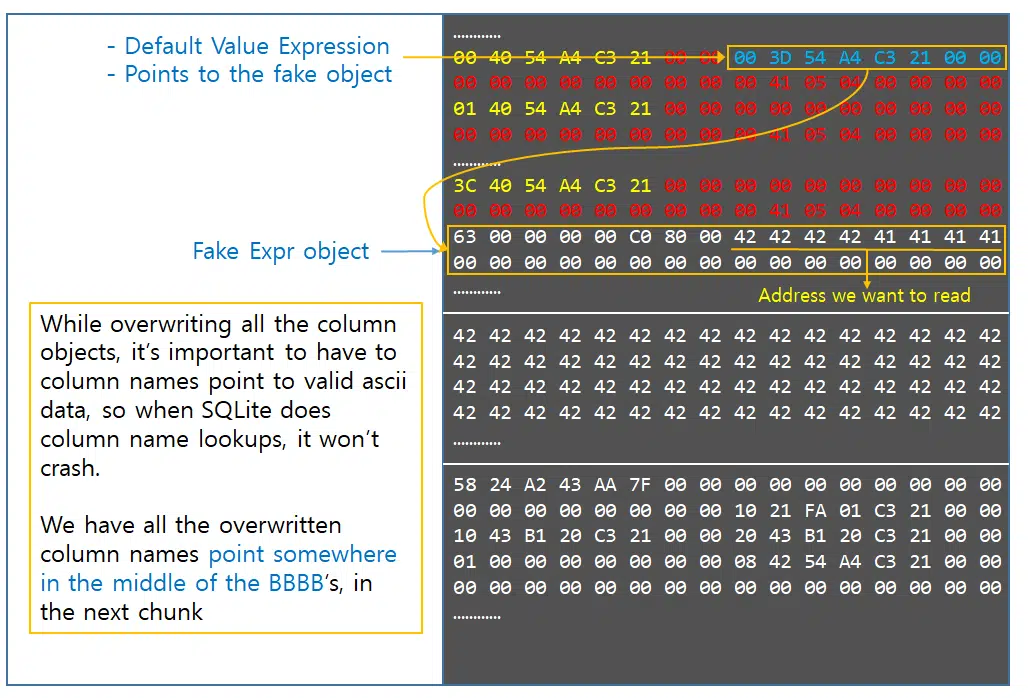 - Default Value Expression
- Points to the fake object
Fake Expr object
While overwriting all the column
objects, it's important to have to
column names point to valid ascii
data, so when SQLite does
column name lookups, it won't
crash.
We have all the overwritten
column names point somewhere
in the middle of the BBBB's, in
the next chunk
............
00 40 54 A4 C3 21 00 00 00 3D 54 A4 C3 21 00 00
00 00 00 00 00 00 00 00 00 41 05 04 00 00 00 00
01 40 54 A4 C3 21 00 00 00 00 00 00 00 00 00 00
00 00 00 00 00 00 00 00 00 41 05 04 00 00 00 00
............
3C 40 54 A4 C3 21 00 00 00 00 00 00 00 00 00 00
00 00 00 00 00 00 00 00 00 41 05 04 00 00 00 00
63 00 00 00 00 C0 80 00 42 42 42 42 41 41 41 41
00 00 00 00 00 00 00 00 00 00 00 00 00 00 00 00
............
Address we want to read
42 42 42 42 42 42 42 42 42 42 42 42 42 42 42 42
42 42 42 42 42 42 42 42 42 42 42 42 42 42 42 42
42 42 42 42 42 42 42 42 42 42 42 42 42 42 42 42
42 42 42 42 42 42 42 42 42 42 42 42 42 42 42 42
............
58 24 A2 43 AA 7F 00 00 00 00 00 00 00 00 00 00
00 00 00 00 00 00 00 00 10 21 FA 01 C3 21 00 00
10 43 B1 20 C3 21 00 00 20 43 B1 20 C3 21 00 00
01 00 00 00 00 00 00 00 08 42 54 A4 C3 21 00 00
00 00 00 00 00 00 00 00 00 00 00 00 00 00 00 00
............